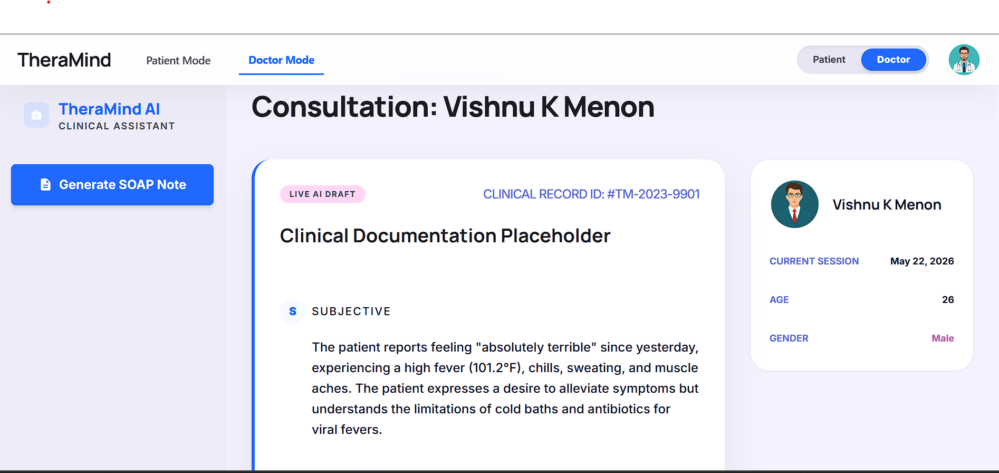 TheraMind
Patient Mode
Doctor Mode
Patient
Doctor
TheraMind AI
CLINICAL ASSISTANT
Generate SOAP Note
Consultation: Vishnu K Menon
LIVE AI DRAFT
CLINICAL RECORD ID: #TM-2023-9901
Clinical Documentation Placeholder
S
SUBJECTIVE
The patient reports feeling "absolutely terrible" since yesterday,
experiencing a high fever (101.2°F), chills, sweating, and muscle
aches. The patient expresses a desire to alleviate symptoms but
understands the limitations of cold baths and antibiotics for
viral fevers.
Vishnu K Menon
CURRENT SESSION
May 22, 2026
AGE
26
GENDER
Male